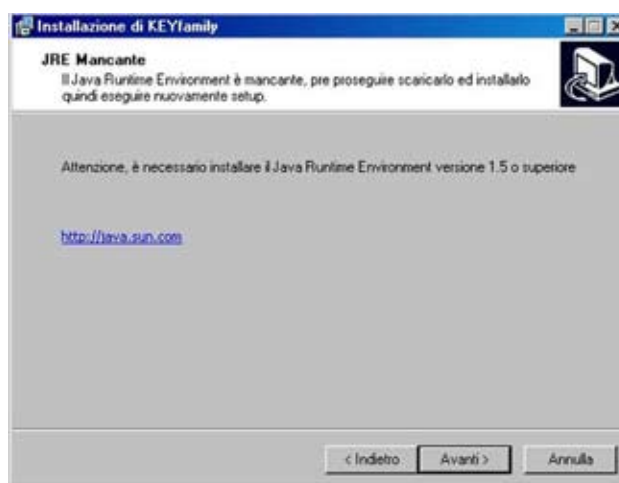 Installazione di KEYfamily
JRE Mancante
Il Java Runtime Environment è mancante, pre proseguire scaricarlo ed installarlo
quindi eseguire nuovamente setup.
Attenzione, è necessario installare il Java Runtime Environment versione 1.5 o superiore
http://java.sun.com
< Indietro
Avanti >
Annulla